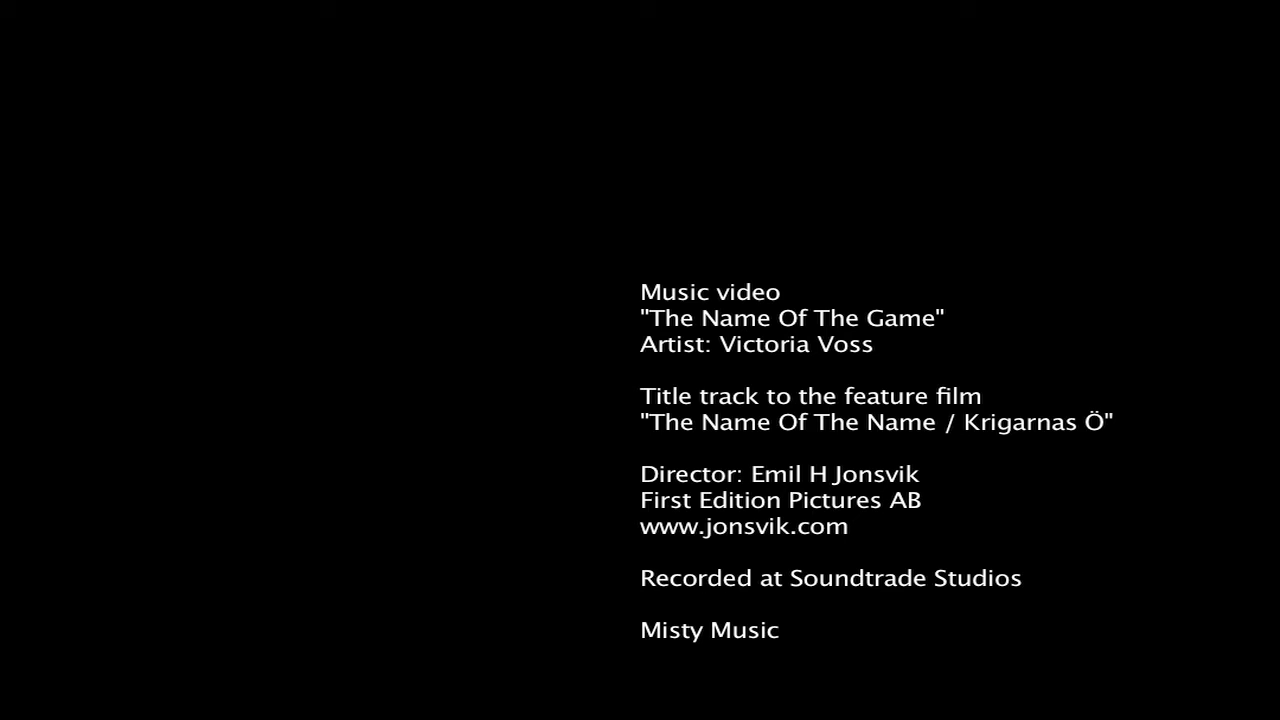 Music video
"The Name Of The Game"
Artist: Victoria Voss
Title track to the feature film
"The Name Of The Name / Krigarnas Ö"
Director: Emil H Jonsvik
First Edition Pictures AB
www.jonsvik.com
Recorded at Soundtrade Studios
Misty Music